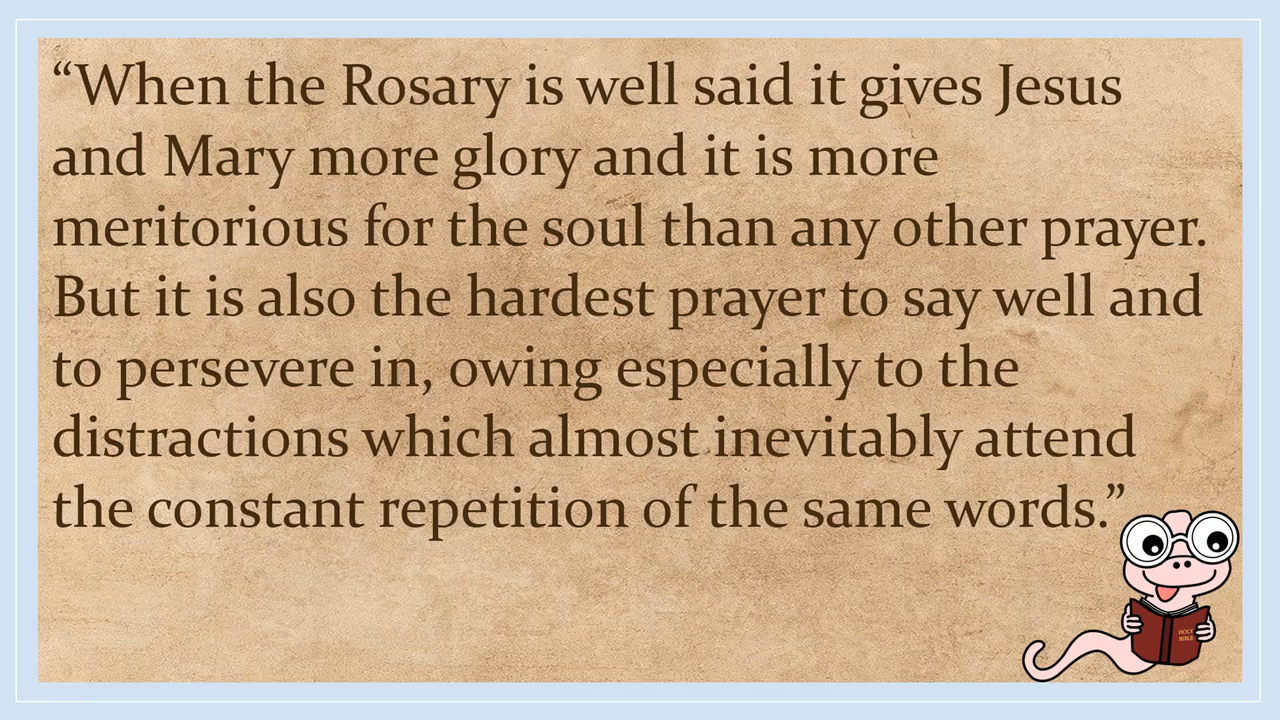 “When the Rosary is well said it gives Jesus
and Mary more glory and it is more
meritorious for the soul than any other prayer.
But it is also the hardest prayer to say well and
to persevere in, owing especially to the
distractions which almost inevitably attend
the constant repetition of the same words.”
HOLY
BIBLE